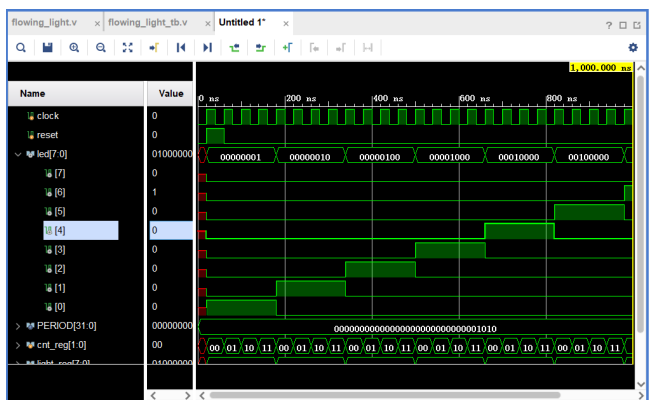 flowing_light.v × flowing_light_tb.v × Untitled 1* × ?
1,000.000 ns
Name Value 0 ns 200 ns 400 ns 600 ns 800 ns
clock 0
reset 0
led[7:0] 01000000 00000001 00000010 00000100 00001000 00010000 00100000
[7] 0
[6] 1
[5] 0
[4] 0
[3] 0
[2] 0
[1] 0
[0] 0
PERIOD[31:0] 00000000 00000000000000000000000000001010
cnt_reg[1:0] 00 00 01 10 11 00 01 10 11 00 01 10 11 00 01 10 11 00 01 10 11 00 01 10 11
light_reg[7:0] 01000000